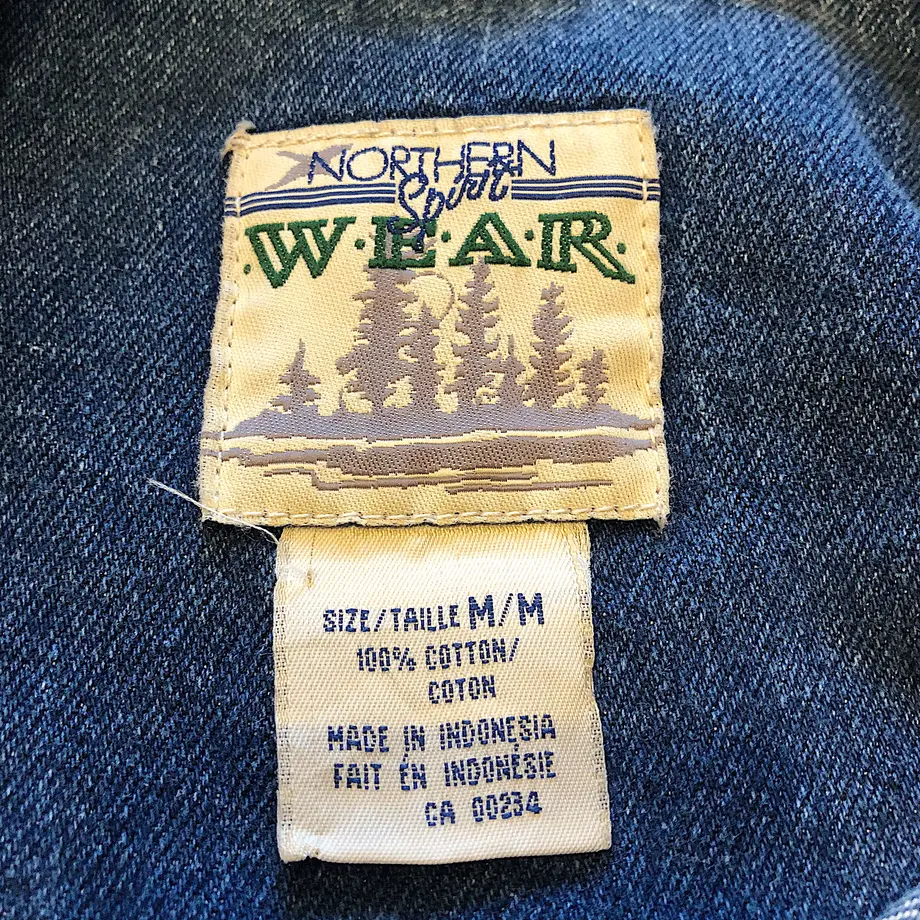 NORTHERN
Spirit
W·E·A·R·
SIZE/TAILLE M/M
100% COTTON/
COTON
MADE IN INDONESIA
FAIT EN INDONÉSIE
CA 00234